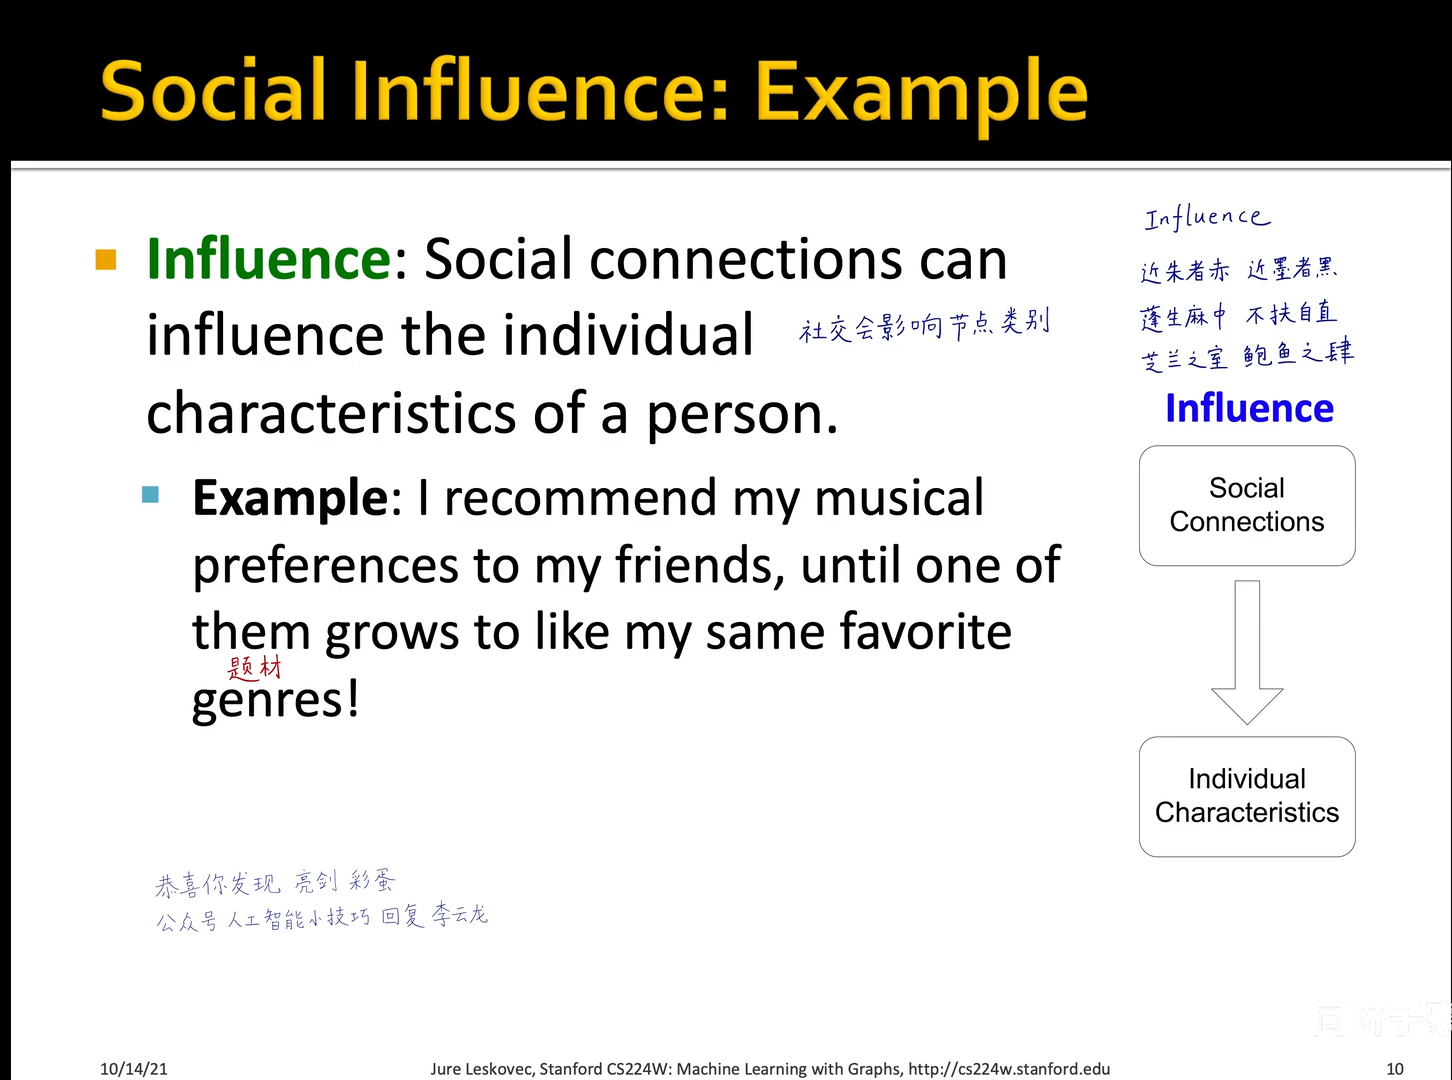 Social Influence: Example
Influence: Social connections can
influence the individual
社交会影响节点类别
characteristics of a person.
Example: I recommend my musical
preferences to my friends, until one of
them grows to like my same favorite
题材
genres!
Influence
近朱者赤 近墨者黑
蓬生麻中 不扶自直
芝兰之室 鲍鱼之肆
Influence
Social
Connections
Individual
Characteristics
恭喜你发现 亮剑 彩蛋
公众号 人工智能小技巧 回复 李云龙
10/14/21
Jure Leskovec, Stanford CS224W: Machine Learning with Graphs, http://cs224w.stanford.edu
10